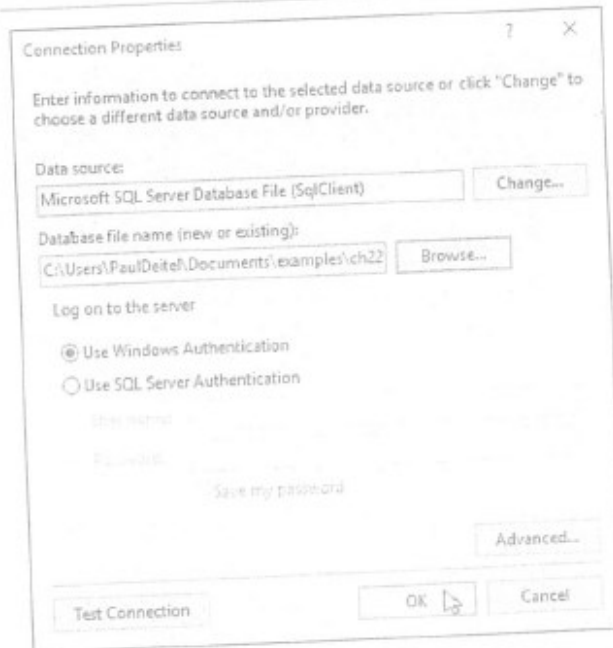 Connection Properties
? ×
Enter information to connect to the selected data source or click "Change" to
choose a different data source and/or provider.
Data source:
Microsoft SQL Server Database File (SqlClient)
Change...
Database file name (new or existing):
C:\Users\PaulDeitel\Documents\examples\ch22
Browse...
Log on to the server
Use Windows Authentication
Use SQL Server Authentication
User name:
Password:
Save my password
Advanced...
Test Connection
OK
Cancel